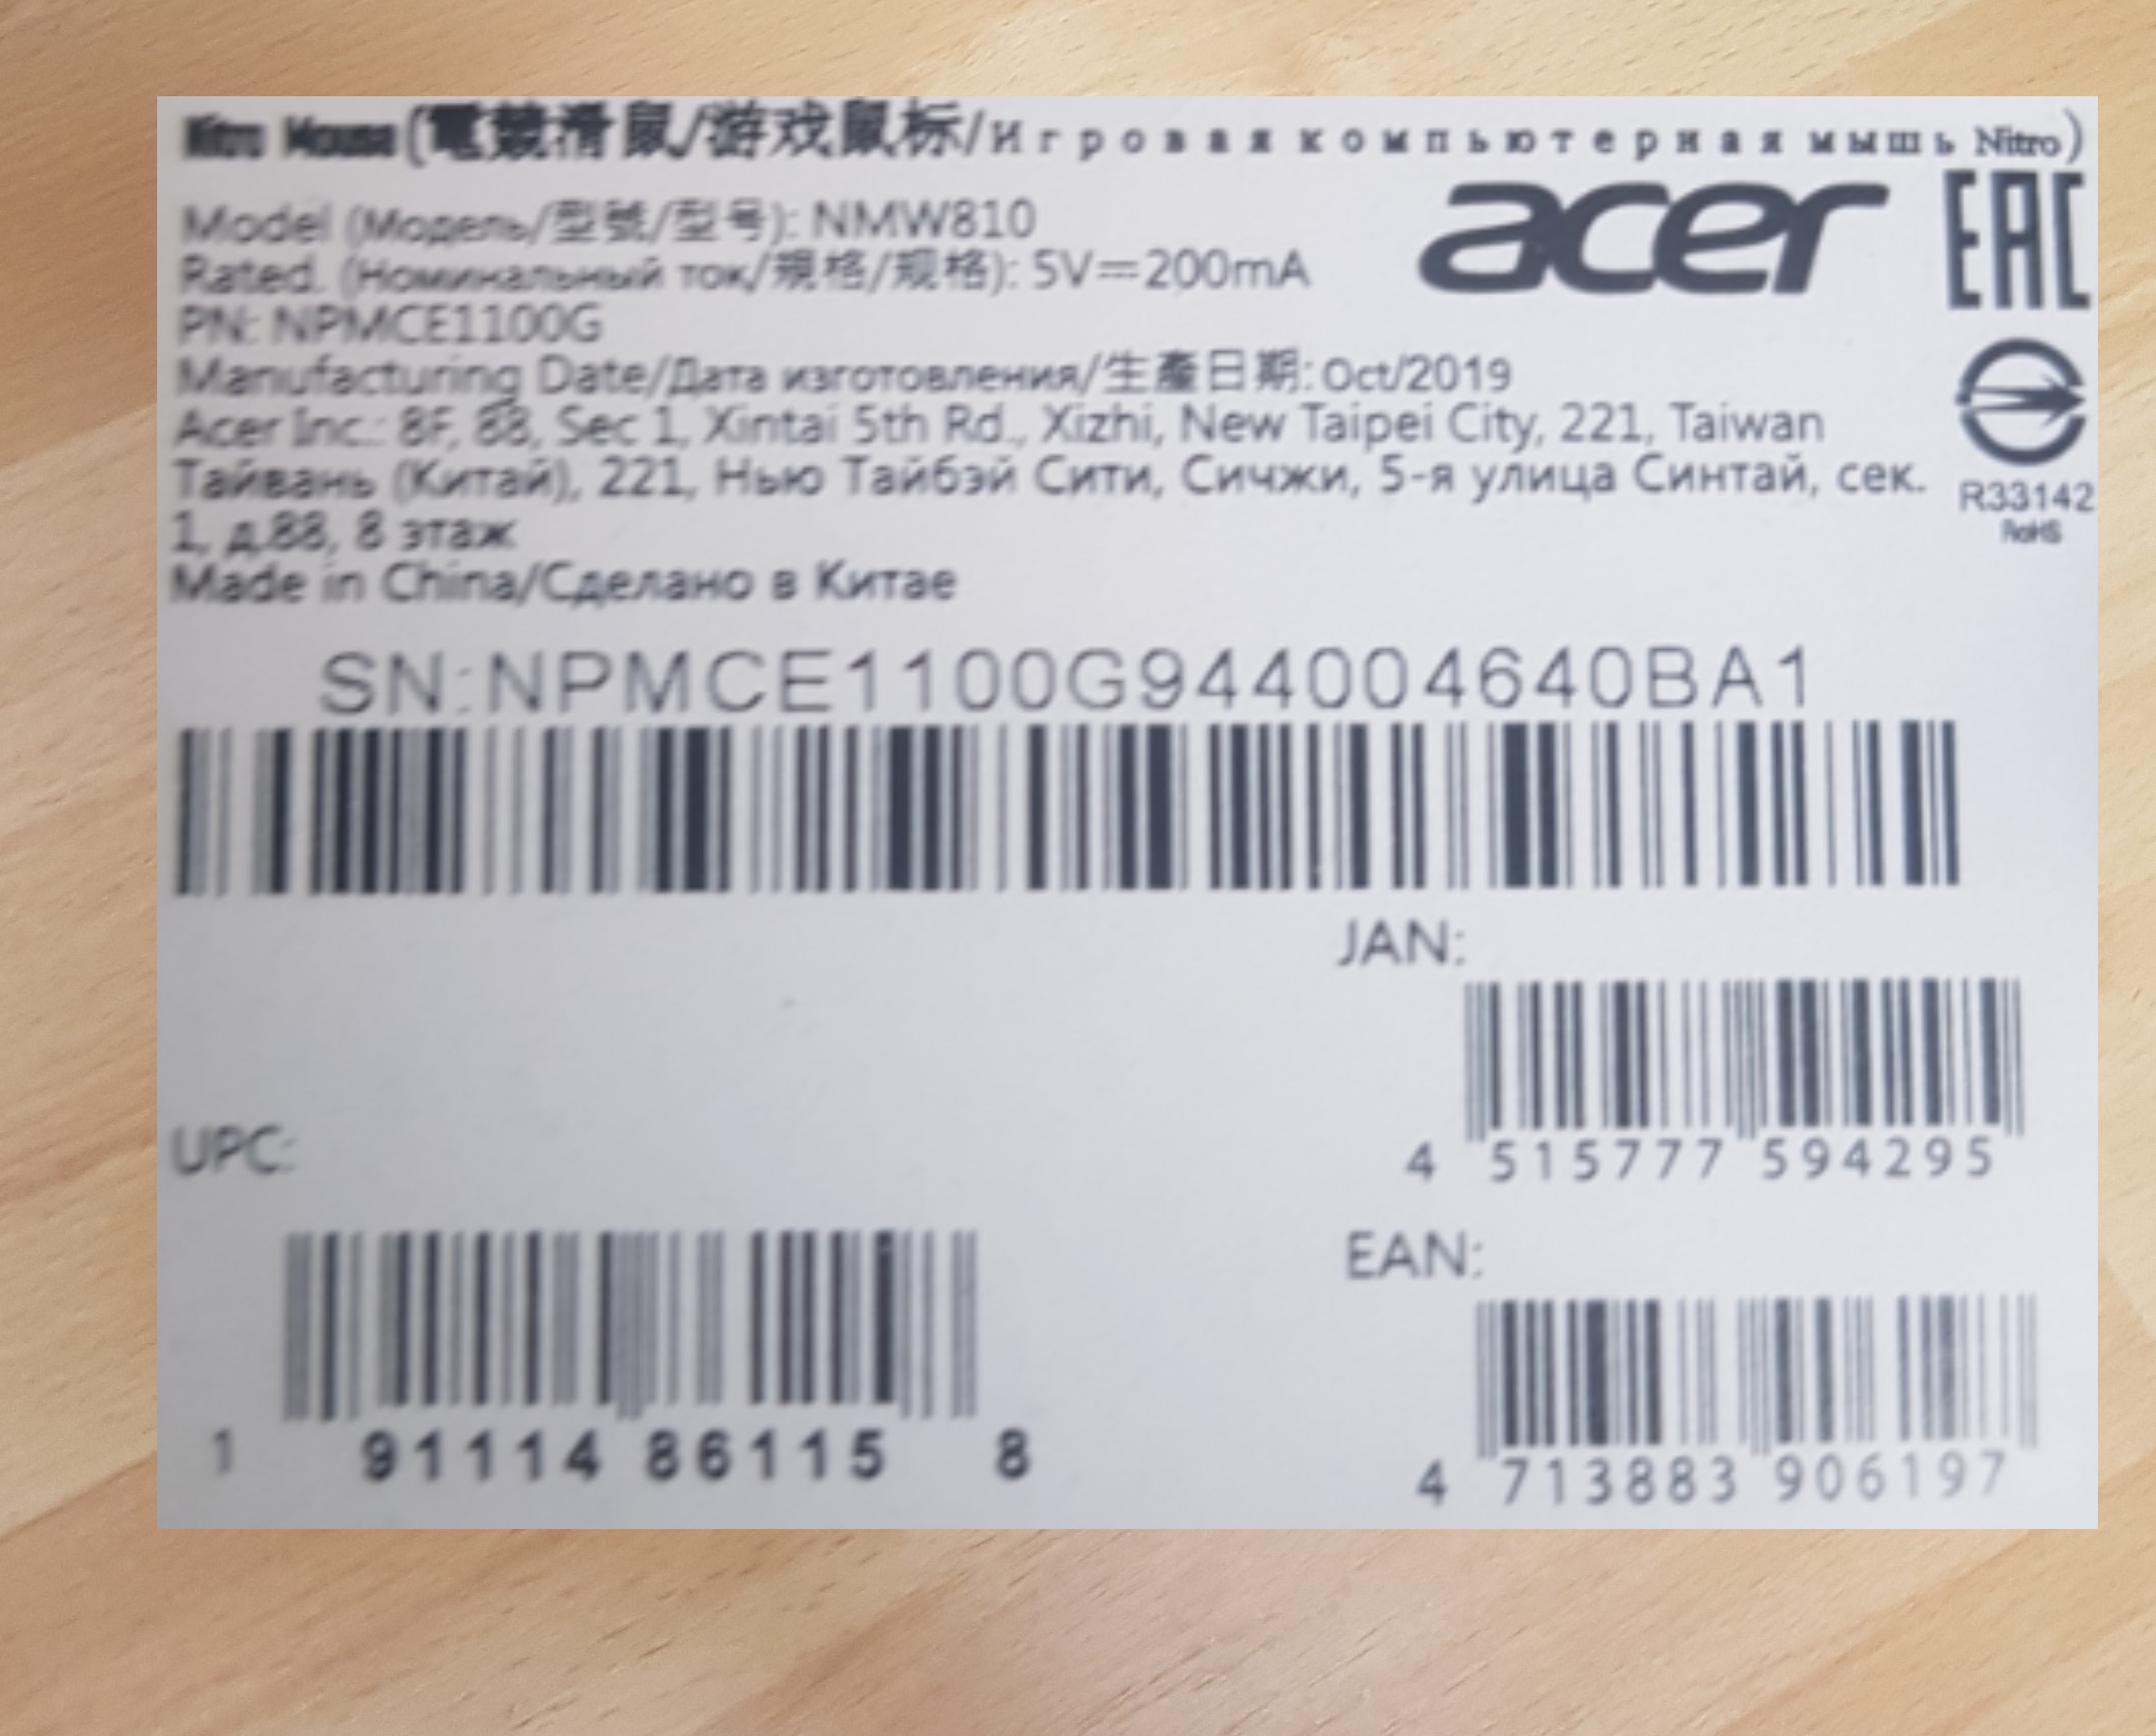 Nitro Mouse(電競滑鼠/游戏鼠标/Игровая компьютерная мышь Nitro)
Model (Модель/型號/型号): NMW810
Rated. (Номинальный ток/規格/规格): 5V⎓200mA
PN: NPMCE1100G
Manufacturing Date/Дата изготовления/生產日期: Oct/2019
Acer Inc.: 8F, 88, Sec 1, Xintai 5th Rd., Xizhi, New Taipei City, 221, Taiwan
Тайвань (Китай), 221, Нью Тайбэй Сити, Сичжи, 5-я улица Синтай, сек.
1, д.88, 8 этаж
Made in China/Сделано в Китае
acer
EAC
R33142
RoHS
SN:NPMCE1100G944004640BA1
JAN:
4 515777 594295
UPC:
1 91114 86115 8
EAN:
4 713883 906197